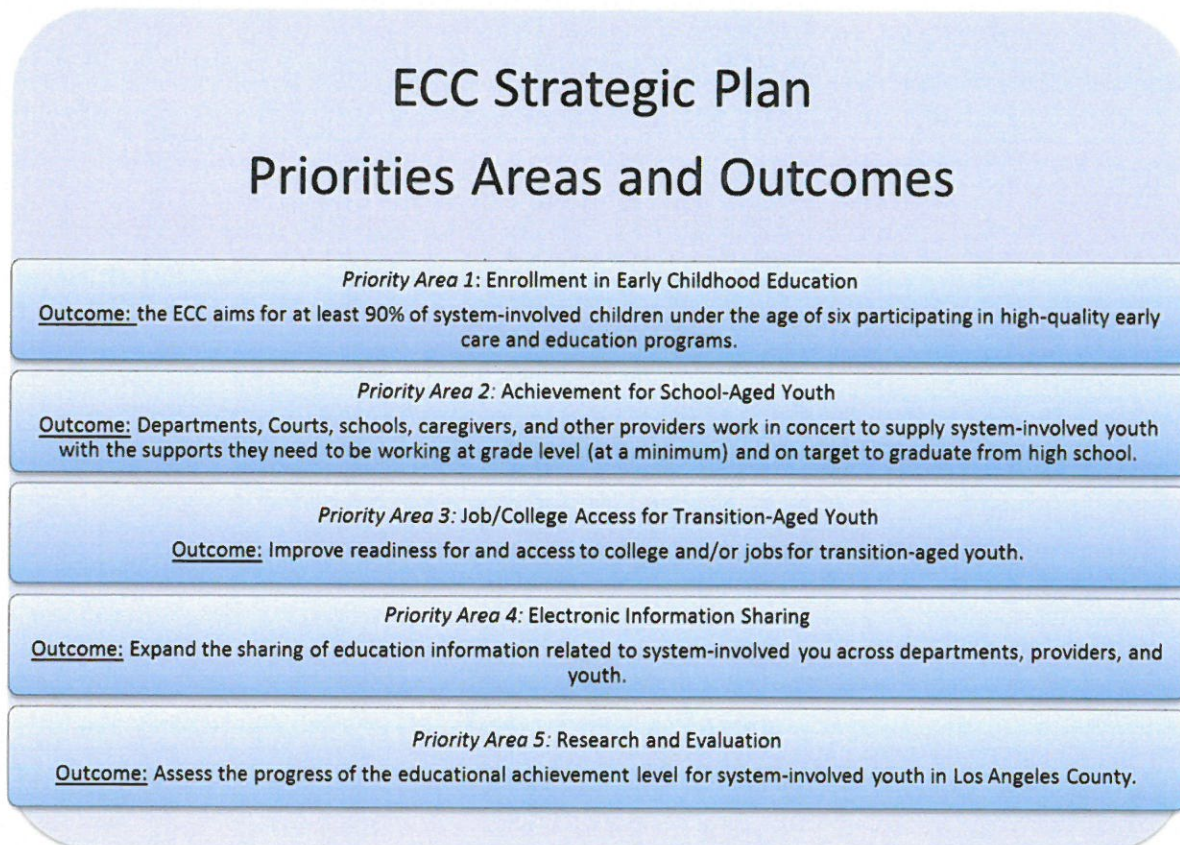 ECC Strategic Plan
Priorities Areas and Outcomes
Priority Area 1: Enrollment in Early Childhood Education
Outcome: the ECC aims for at least 90% of system-involved children under the age of six participating in high-quality early
care and education programs.
Priority Area 2: Achievement for School-Aged Youth
Outcome: Departments, Courts, schools, caregivers, and other providers work in concert to supply system-involved youth
with the supports they need to be working at grade level (at a minimum) and on target to graduate from high school.
Priority Area 3: Job/College Access for Transition-Aged Youth
Outcome: Improve readiness for and access to college and/or jobs for transition-aged youth.
Priority Area 4: Electronic Information Sharing
Outcome: Expand the sharing of education information related to system-involved you across departments, providers, and
youth.
Priority Area 5: Research and Evaluation
Outcome: Assess the progress of the educational achievement level for system-involved youth in Los Angeles County.